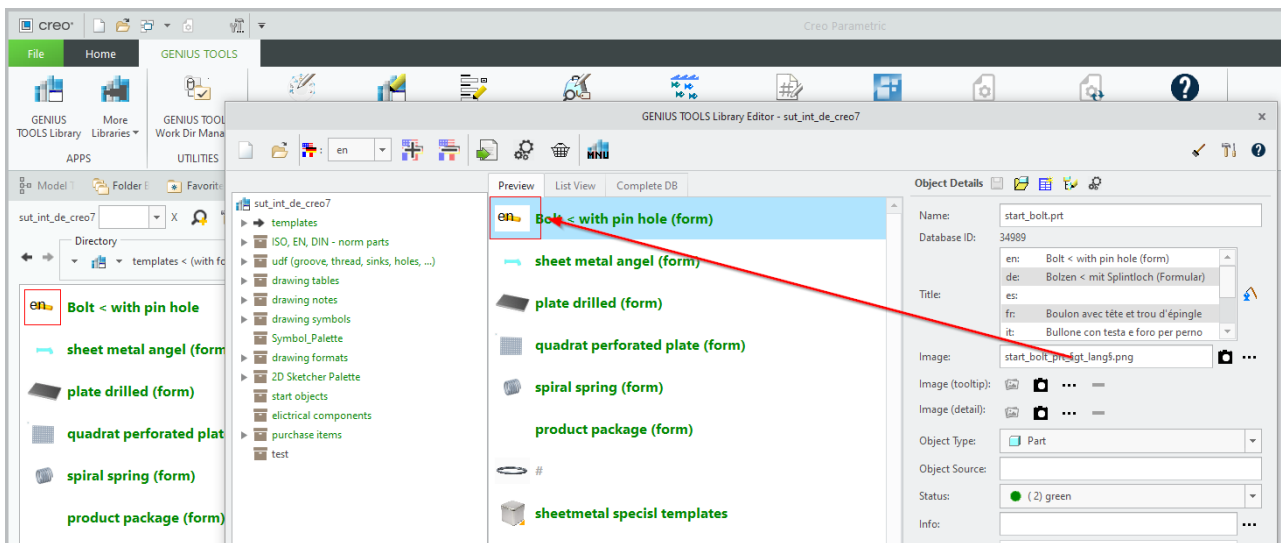 creo
Creo Parametric
File
Home
GENIUS TOOLS
GENIUS
TOOLS Library
More
Libraries
GENIUS TOOL
Work Dir Mana
APPS
UTILITIES
GENIUS TOOLS Library Editor - sut_int_de_creo7
x
: en
MNU
Model T
Folder B
Favorite
sut_int_de_creo7
X
Directory
templates < (with fo
en
Bolt < with pin hole
sheet metal angel (form
plate drilled (form)
quadrat perforated plat
spiral spring (form)
product package (form)
sut_int_de_creo7
templates
ISO, EN, DIN - norm parts
udf (groove, thread, sinks, holes, ...)
drawing tables
drawing notes
drawing symbols
Symbol_Palette
drawing formats
2D Sketcher Palette
start objects
elictrical components
purchase items
test
Preview
List View
Complete DB
en
Bolt < with pin hole (form)
sheet metal angel (form)
plate drilled (form)
quadrat perforated plate (form)
spiral spring (form)
product package (form)
#
sheetmetal specisl templates
Object Details
Name:
start_bolt.prt
Database ID:
34989
Title:
en: Bolt < with pin hole (form)
de: Bolzen < mit Splintloch (Formular)
es:
fr: Boulon avec tête et trou d'épingle
it: Bullone con testa e foro per perno
Image:
start_bolt_prt_§gt_lang§.png
Image (tooltip):
Image (detail):
Object Type:
Part
Object Source:
Status:
( 2) green
Info: